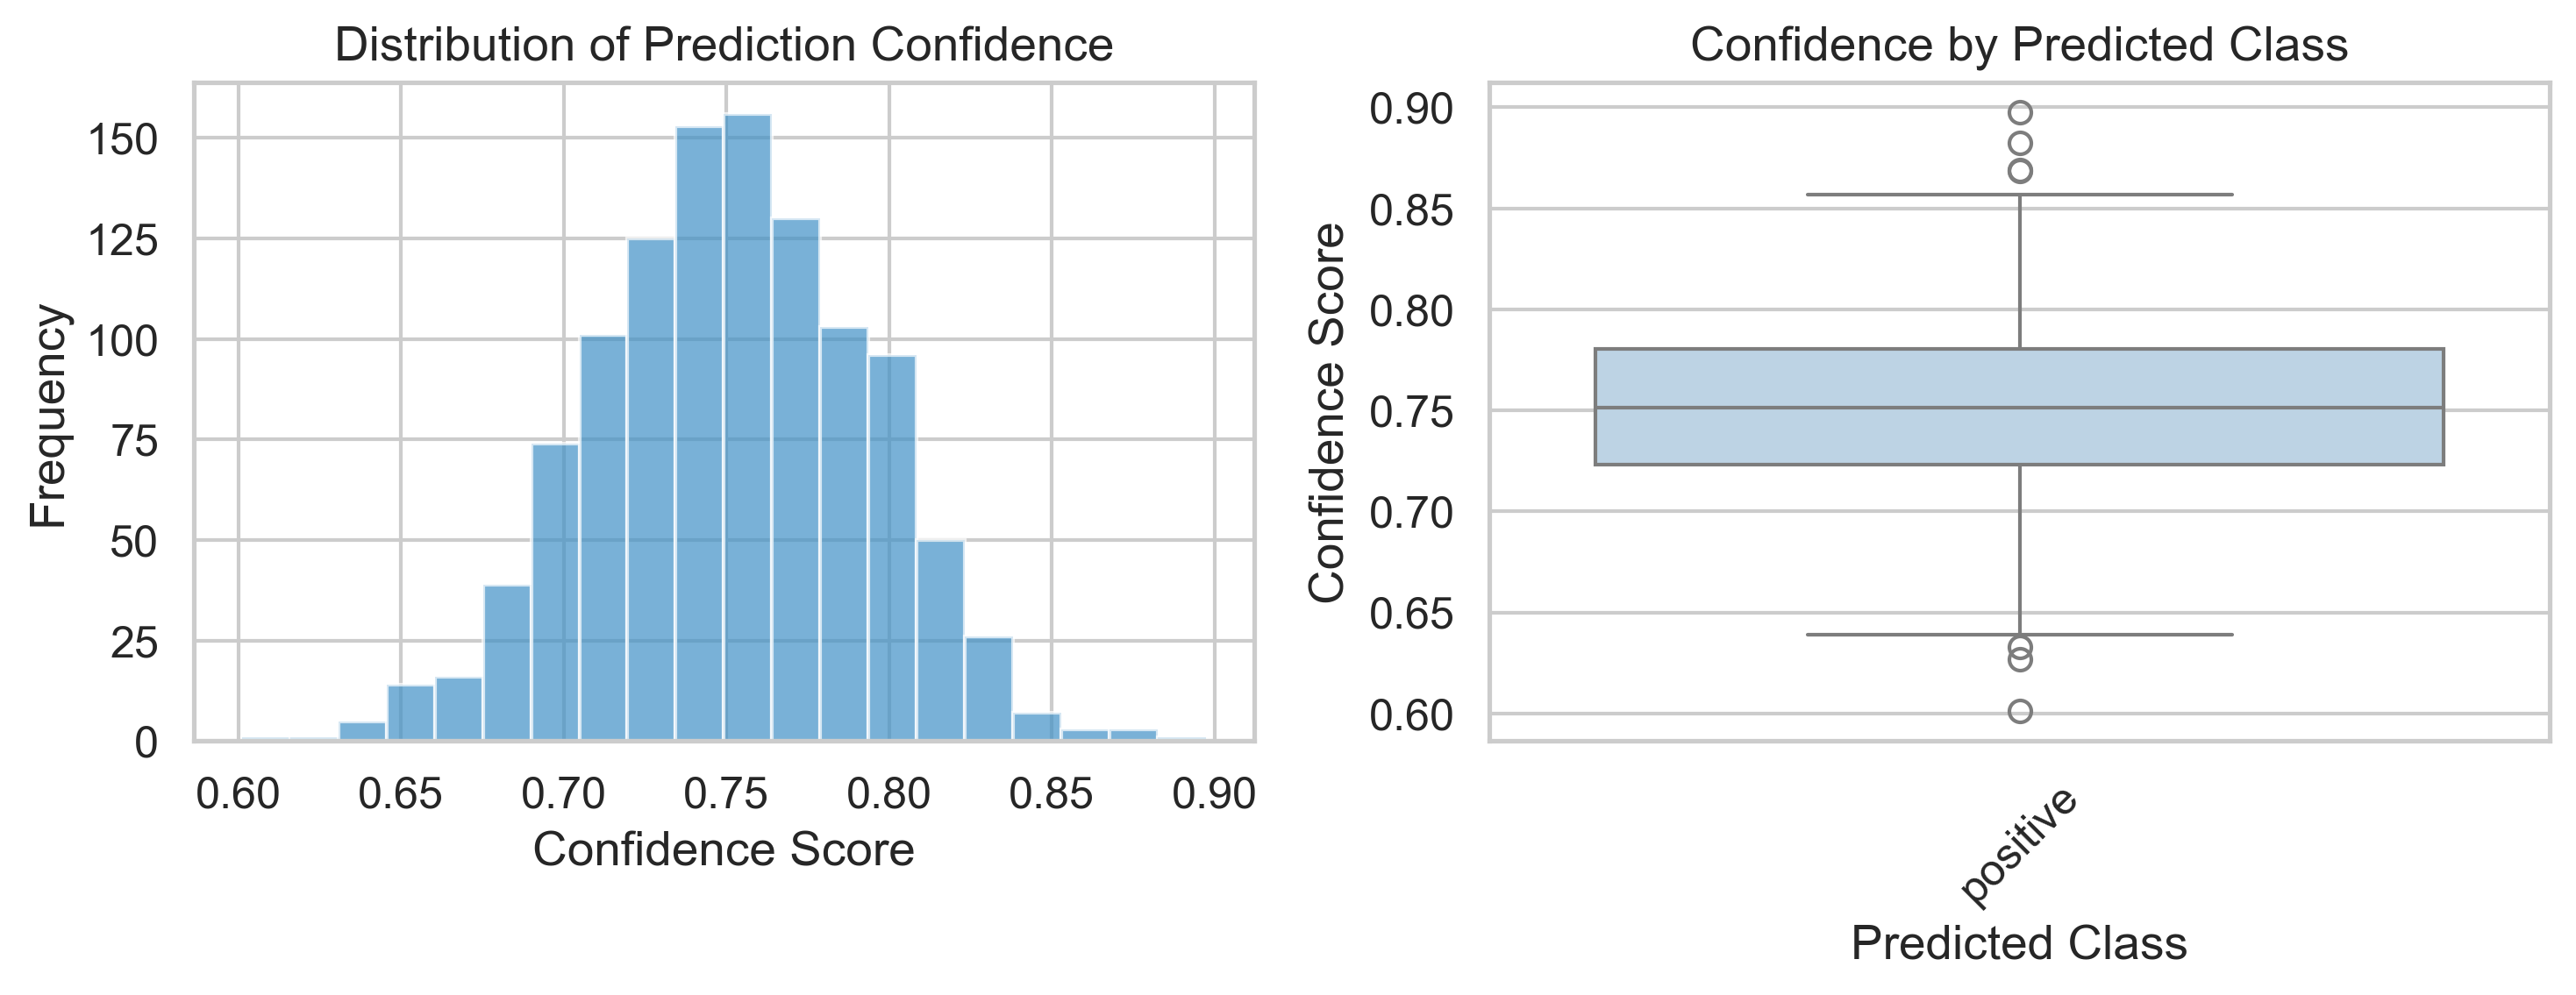 Distribution of Prediction Confidence
150
125
100
75
50
25
0
Frequency
0.60 0.65 0.70 0.75 0.80 0.85 0.90
Confidence Score
Confidence by Predicted Class
0.90
0.85
0.80
0.75
0.70
0.65
0.60
Confidence Score
positive
Predicted Class